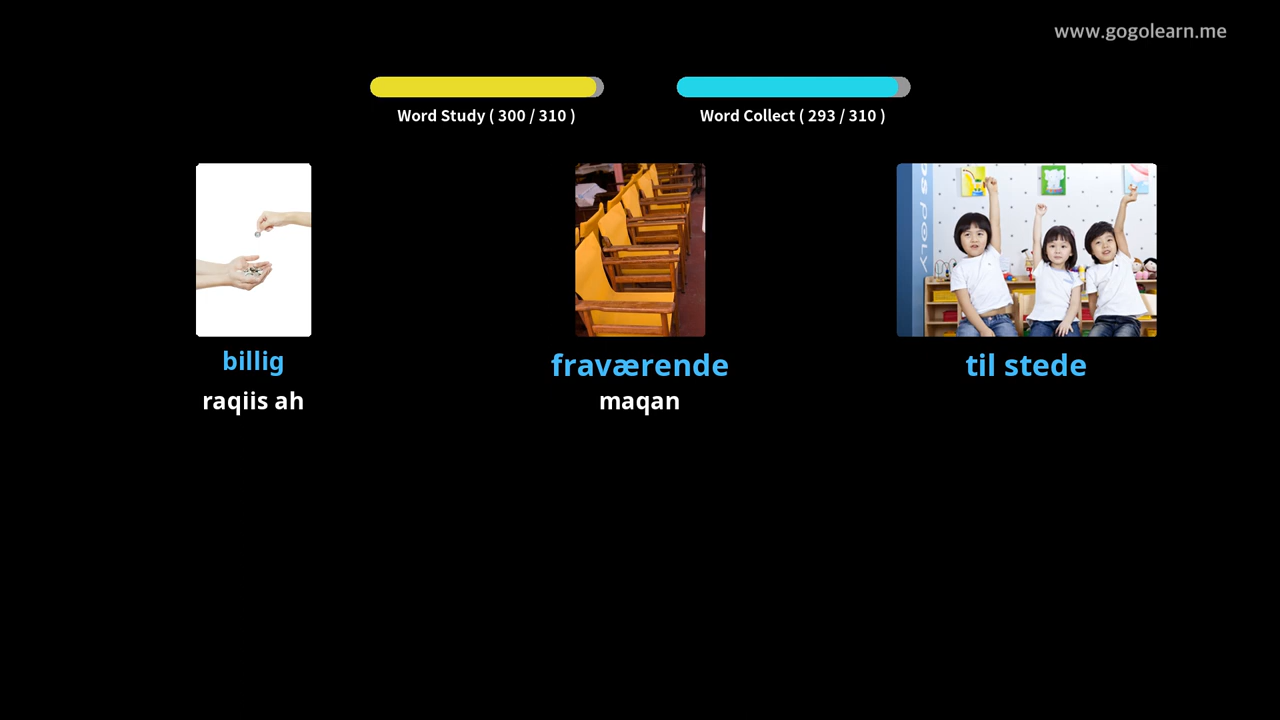 www.gogolearn.me
Word Study ( 300 / 310 )
Word Collect ( 293 / 310 )
billig
fraværende
til stede
raqiis ah
maqan